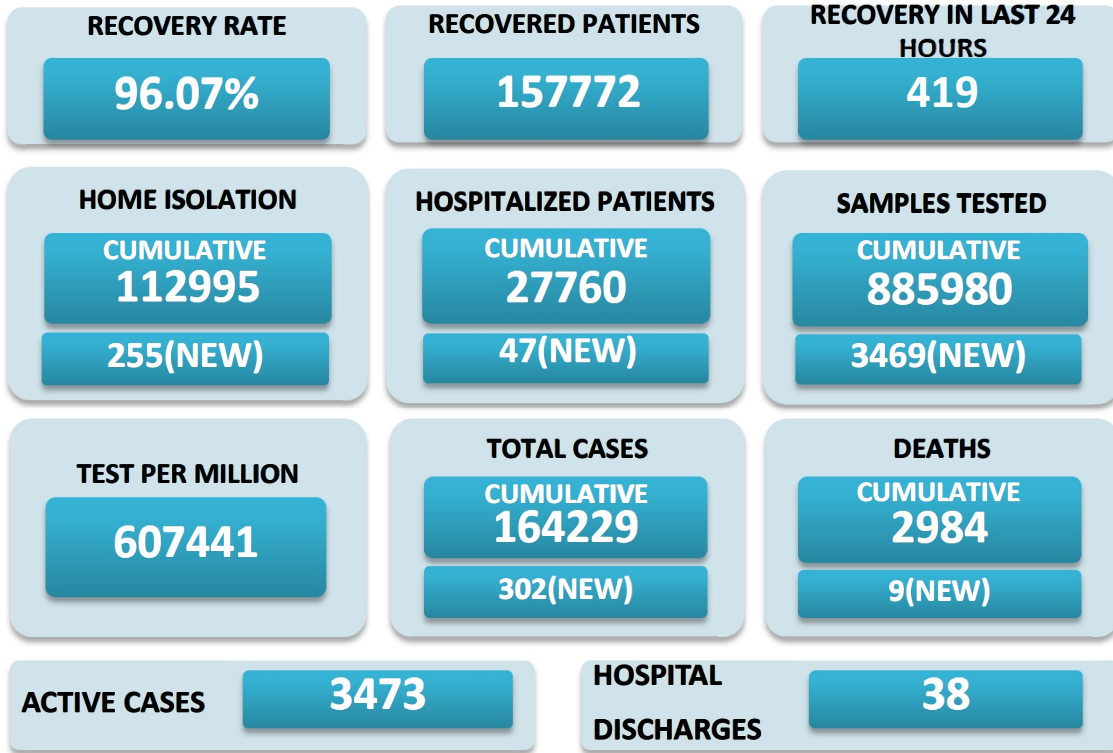 RECOVERY RATE
96.07%
RECOVERED PATIENTS
157772
RECOVERY IN LAST 24
HOURS
419
HOME ISOLATION
CUMULATIVE
112995
255(NEW)
HOSPITALIZED PATIENTS
CUMULATIVE
27760
47(NEW)
SAMPLES TESTED
CUMULATIVE
885980
3469(NEW)
TEST PER MILLION
607441
TOTAL CASES
CUMULATIVE
164229
302(NEW)
DEATHS
CUMULATIVE
2984
9(NEW)
ACTIVE CASES
3473
HOSPITAL
DISCHARGES
38